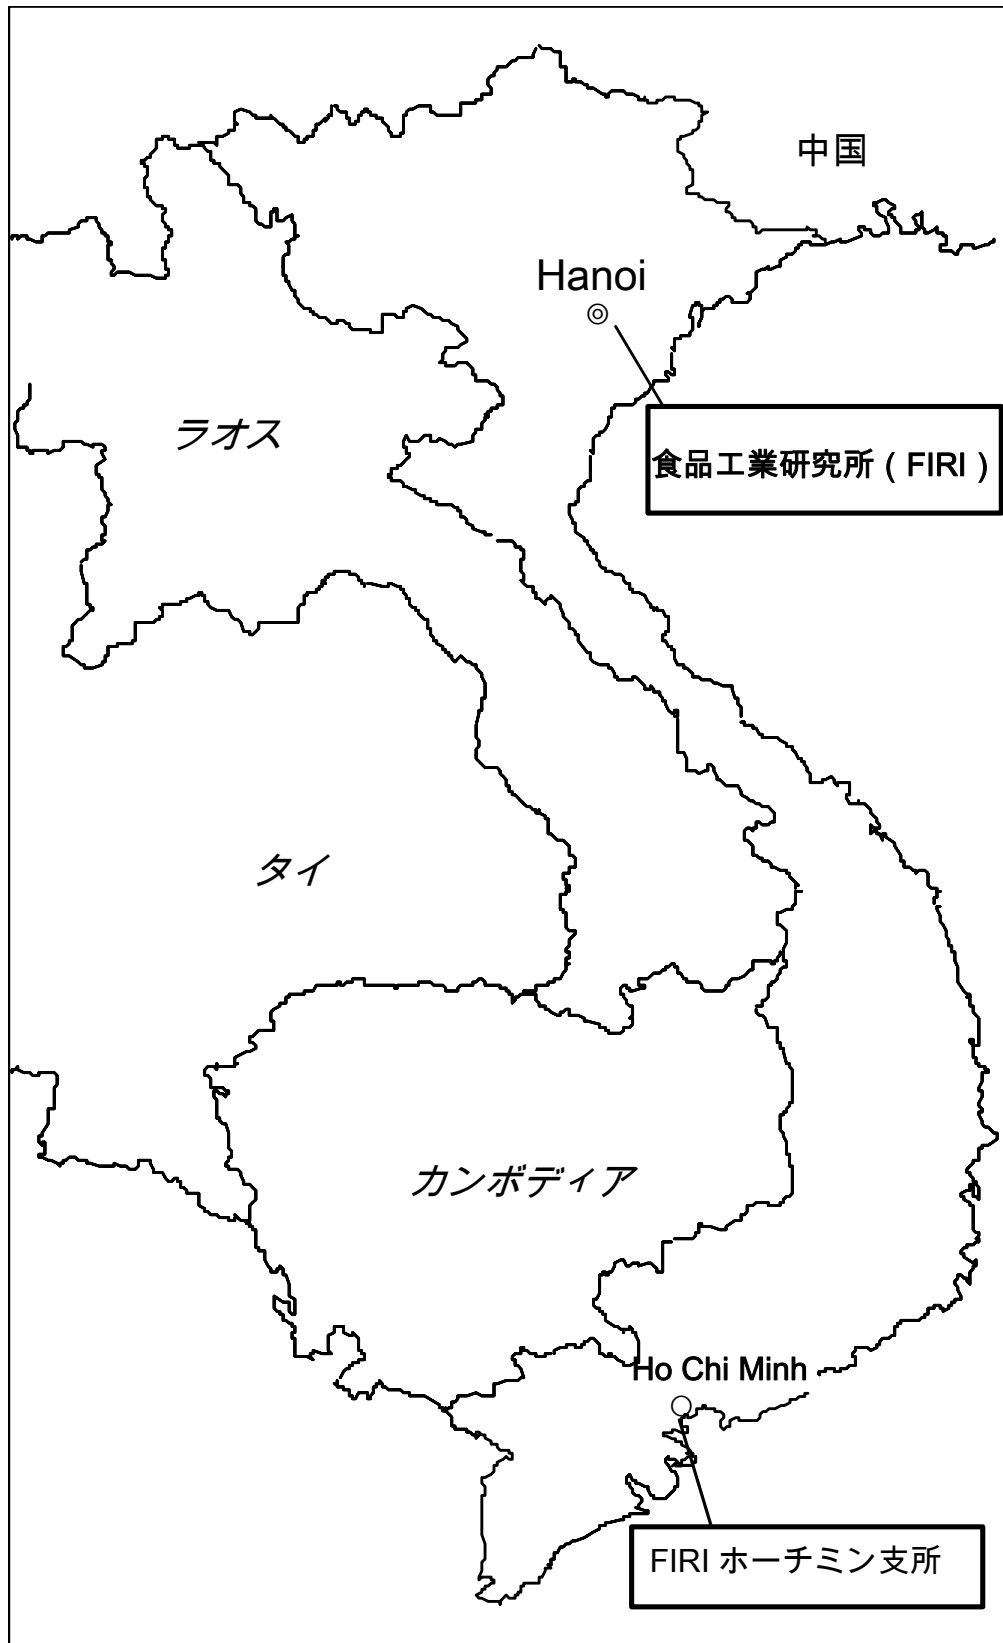 中国
Hanoi
ラオス
食品工業研究所 ( FIRI )
タイ
カンボディア
Ho Chi Minh
FIRI ホーチミン支所